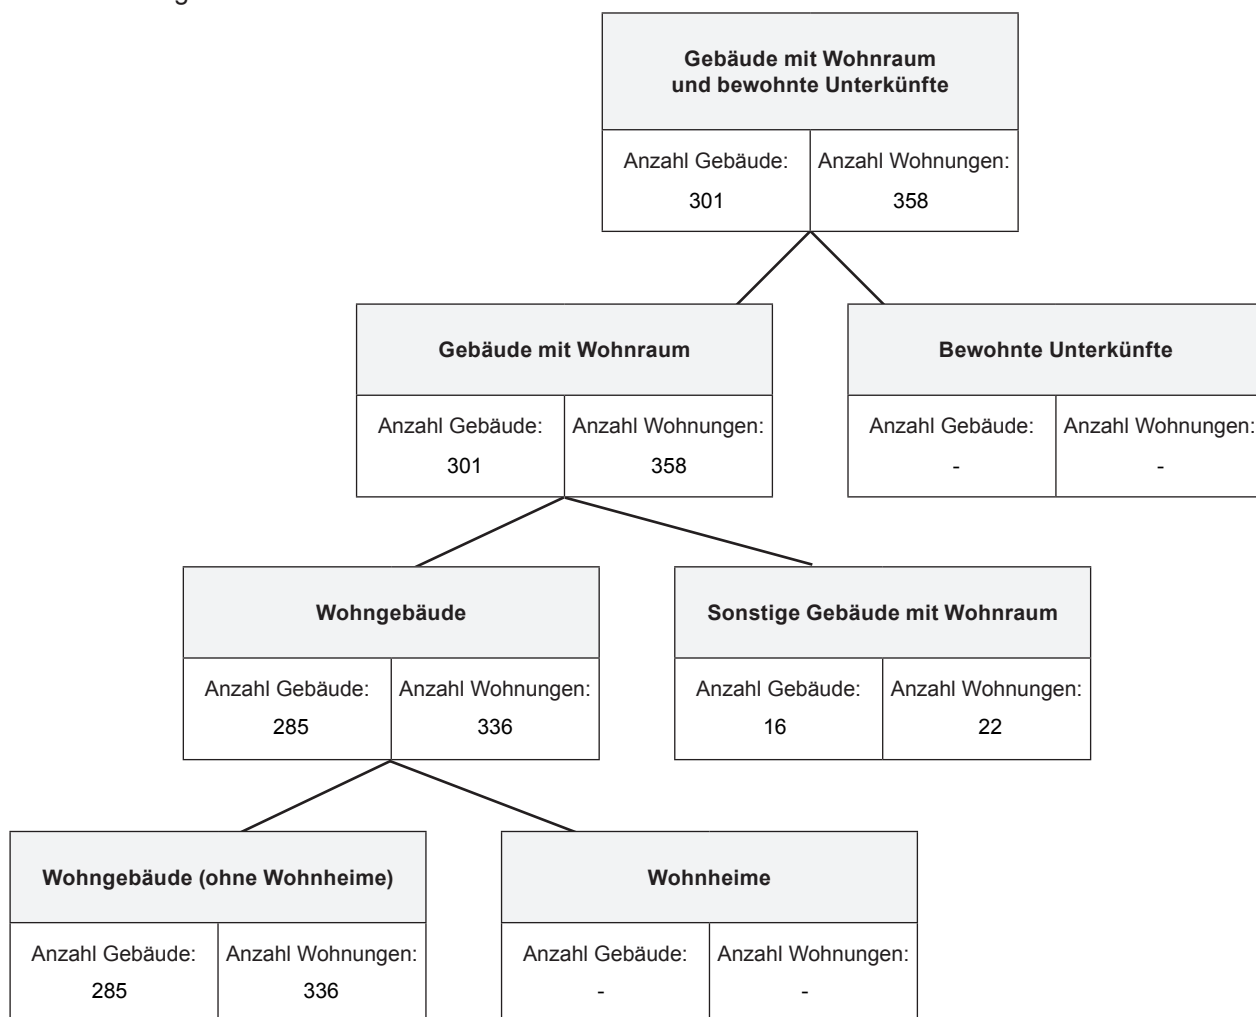 Gebäude mit Wohnraum
und bewohnte Unterkünfte
Anzahl Gebäude: Anzahl Wohnungen:
301 358
Gebäude mit Wohnraum Bewohnte Unterkünfte
Anzahl Gebäude: Anzahl Wohnungen: Anzahl Gebäude: Anzahl Wohnungen:
301 358 - -
Wohngebäude Sonstige Gebäude mit Wohnraum
Anzahl Gebäude: Anzahl Wohnungen: Anzahl Gebäude: Anzahl Wohnungen:
285 336 16 22
Wohngebäude (ohne Wohnheime) Wohnheime
Anzahl Gebäude: Anzahl Wohnungen: Anzahl Gebäude: Anzahl Wohnungen:
285 336 - -